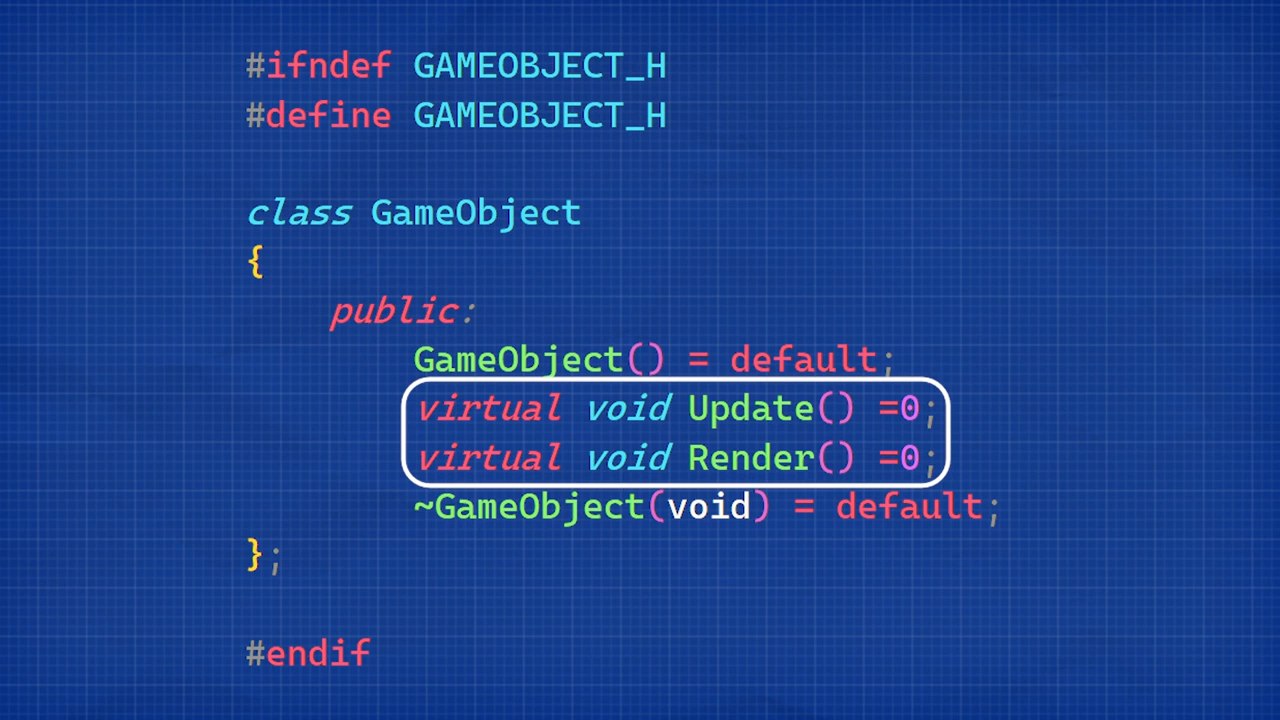 #ifndef GAMEOBJECT_H
#define GAMEOBJECT_H
class GameObject
{
public:
GameObject() = default;
virtual void Update() =0;
virtual void Render() =0;
~GameObject(void) = default;
};
#endif